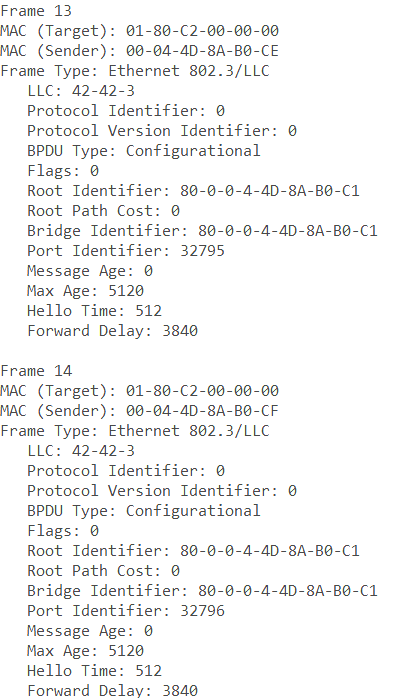 Frame 13
MAC (Target): 01-80-C2-00-00-00
MAC (Sender): 00-04-4D-8A-B0-CE
Frame Type: Ethernet 802.3/LLC
LLC: 42-42-3
Protocol Identifier: 0
Protocol Version Identifier: 0
BPDU Type: Configurational
Flags: 0
Root Identifier: 80-0-0-4-4D-8A-B0-C1
Root Path Cost: 0
Bridge Identifier: 80-0-0-4-4D-8A-B0-C1
Port Identifier: 32795
Message Age: 0
Max Age: 5120
Hello Time: 512
Forward Delay: 3840
Frame 14
MAC (Target): 01-80-C2-00-00-00
MAC (Sender): 00-04-4D-8A-B0-CF
Frame Type: Ethernet 802.3/LLC
LLC: 42-42-3
Protocol Identifier: 0
Protocol Version Identifier: 0
BPDU Type: Configurational
Flags: 0
Root Identifier: 80-0-0-4-4D-8A-B0-C1
Root Path Cost: 0
Bridge Identifier: 80-0-0-4-4D-8A-B0-C1
Port Identifier: 32796
Message Age: 0
Max Age: 5120
Hello Time: 512
Forward Delay: 3840